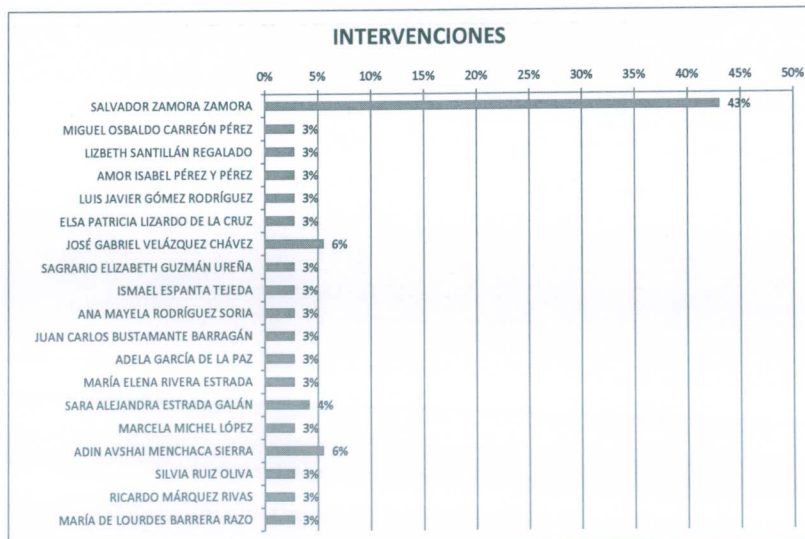 INTERVENCIONES
0% 5% 10% 15% 20% 25% 30% 35% 40% 45% 50%
SALVADOR ZAMORA ZAMORA 43%
MIGUEL OSBALDO CARREÓN PÉREZ 3%
LIZBETH SANTILLÁN REGALADO 3%
AMOR ISABEL PÉREZ Y PÉREZ 3%
LUIS JAVIER GÓMEZ RODRÍGUEZ 3%
ELSA PATRICIA LIZARDO DE LA CRUZ 3%
JOSÉ GABRIEL VELÁZQUEZ CHÁVEZ 6%
SAGRARIO ELIZABETH GUZMÁN UREÑA 3%
ISMAEL ESPANTA TEJEDA 3%
ANA MAYELA RODRÍGUEZ SORIA 3%
JUAN CARLOS BUSTAMANTE BARRAGÁN 3%
ADELA GARCÍA DE LA PAZ 3%
MARÍA ELENA RIVERA ESTRADA 3%
SARA ALEJANDRA ESTRADA GALÁN 4%
MARCELA MICHEL LÓPEZ 3%
ADIN AVSHAI MENCHACA SIERRA 6%
SILVIA RUIZ OLIVA 3%
RICARDO MÁRQUEZ RIVAS 3%
MARÍA DE LOURDES BARRERA RAZO 3%